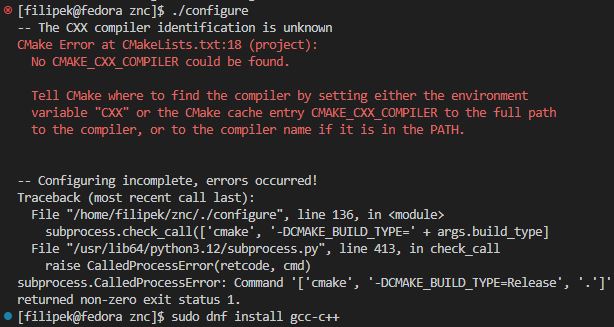 [filipek@fedora znc]$ ./configure
-- The CXX compiler identification is unknown
CMake Error at CMakeLists.txt:18 (project):
  No CMAKE_CXX_COMPILER could be found.

  Tell CMake where to find the compiler by setting either the environment
  variable "CXX" or the CMake cache entry CMAKE_CXX_COMPILER to the full path
  to the compiler, or to the compiler name if it is in the PATH.


-- Configuring incomplete, errors occurred!
Traceback (most recent call last):
  File "/home/filipek/znc/./configure", line 136, in <module>
    subprocess.check_call(['cmake', '-DCMAKE_BUILD_TYPE=' + args.build_type]
  File "/usr/lib64/python3.12/subprocess.py", line 413, in check_call
    raise CalledProcessError(retcode, cmd)
subprocess.CalledProcessError: Command '['cmake', '-DCMAKE_BUILD_TYPE=Release', '.']'
returned non-zero exit status 1.
[filipek@fedora znc]$ sudo dnf install gcc-c++